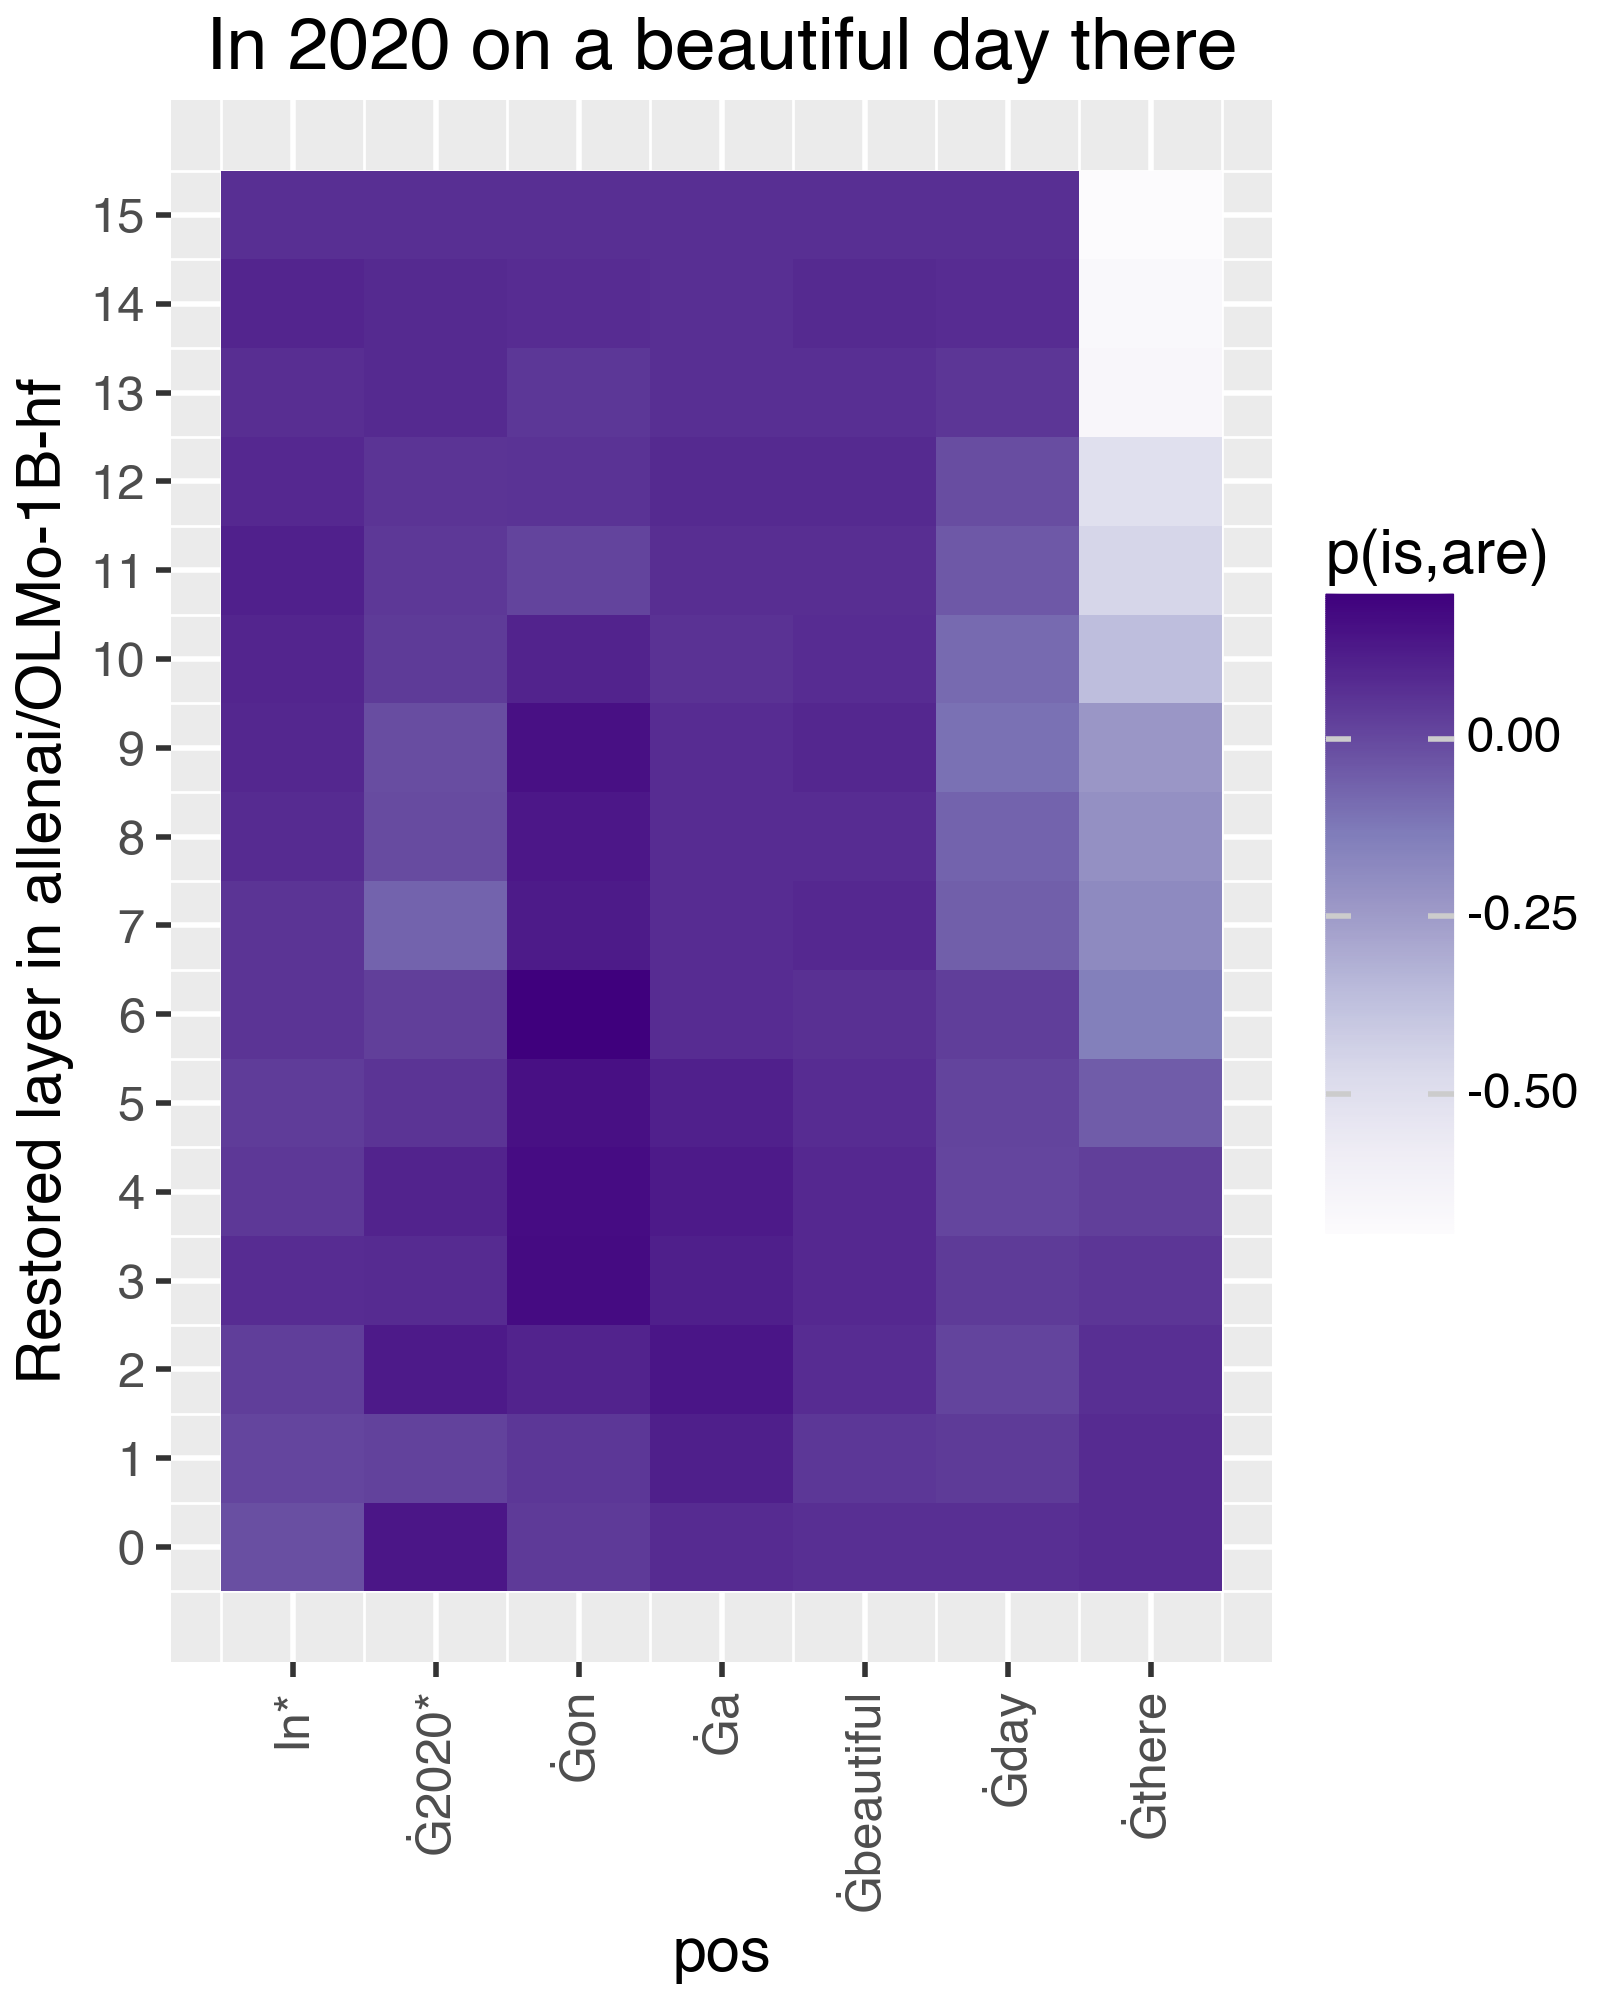 In 2020 on a beautiful day there
Restored layer in allenai/OLMo-1B-hf
15
14
13
12
11
10
9
8
7
6
5
4
3
2
1
0
In*
Ġ2020*
Ġon
Ġa
Ġbeautiful
Ġday
Ġthere
pos
p(is,are)
0.00
-0.25
-0.50